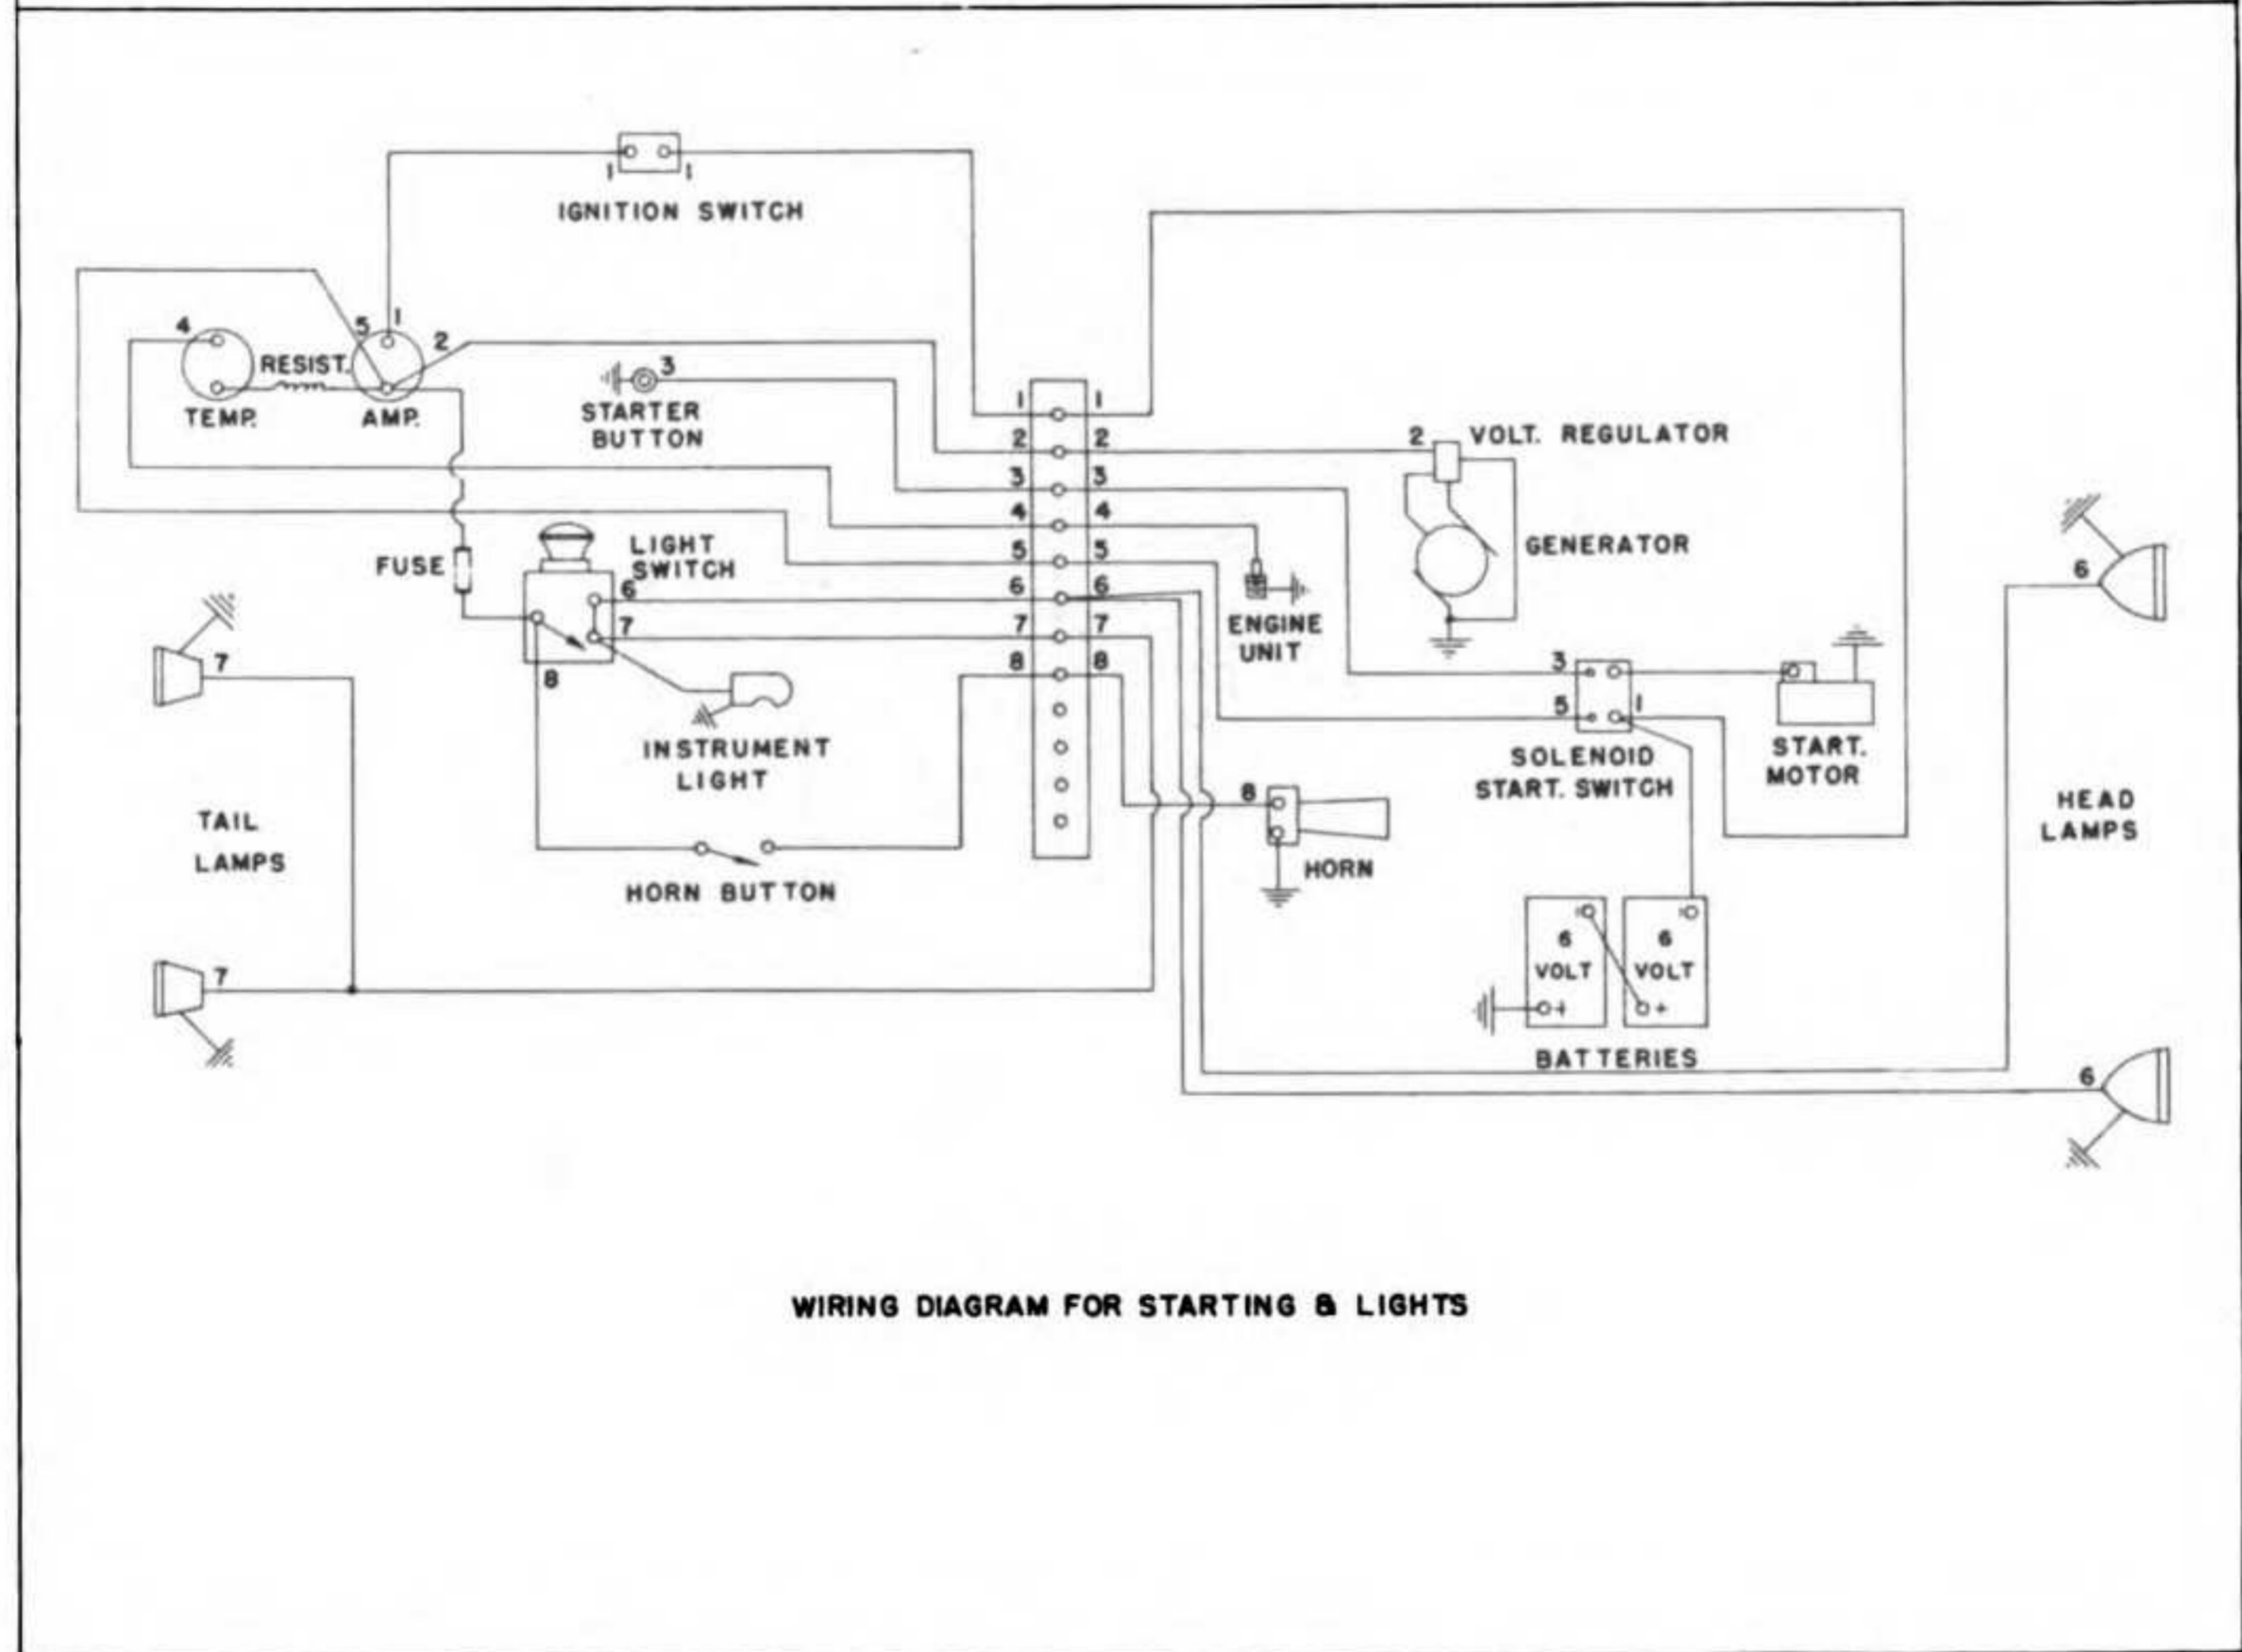 1 1
IGNITION SWITCH
4
5 1 2
RESIST.
TEMP.
AMP.
3
STARTER
BUTTON
1 1
2 2
3 3
4 4
5 5
6 6
7 7
8 8
2 VOLT. REGULATOR
GENERATOR
FUSE
LIGHT
SWITCH
6
7
8
INSTRUMENT
LIGHT
ENGINE
UNIT
3
5 1
SOLENOID
START. SWITCH
START.
MOTOR
6
HEAD
LAMPS
6
7
TAIL
LAMPS
7
HORN BUTTON
8
HORN
6
VOLT
+
6
VOLT
+
BATTERIES
WIRING DIAGRAM FOR STARTING & LIGHTS